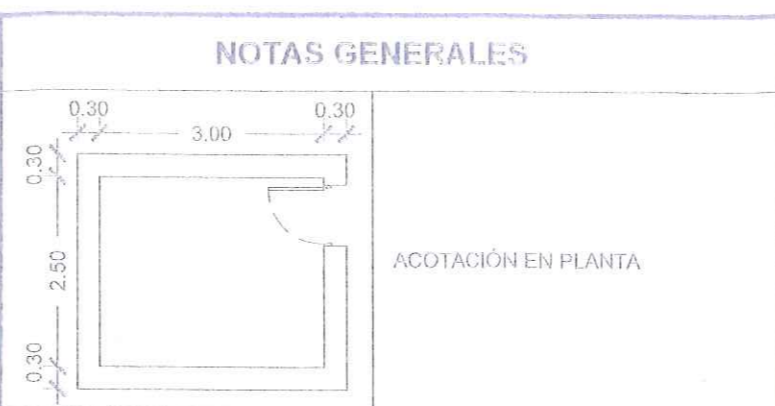 NOTAS GENERALES
0.30 0.30
3.00
0.30
2.50
0.30
ACOTACIÓN EN PLANTA